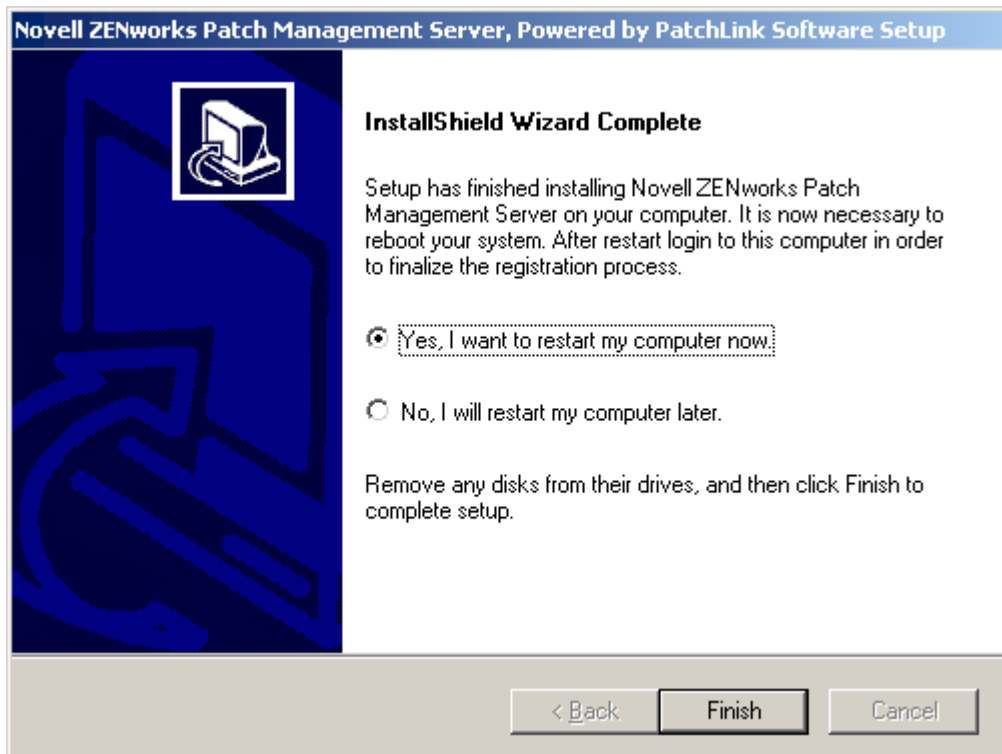 Novell ZENworks Patch Management Server, Powered by PatchLink Software Setup
InstallShield Wizard Complete
Setup has finished installing Novell ZENworks Patch
Management Server on your computer. It is now necessary to
reboot your system. After restart login to this computer in order
to finalize the registration process.
Yes, I want to restart my computer now.
No, I will restart my computer later.
Remove any disks from their drives, and then click Finish to
complete setup.
< Back Finish Cancel